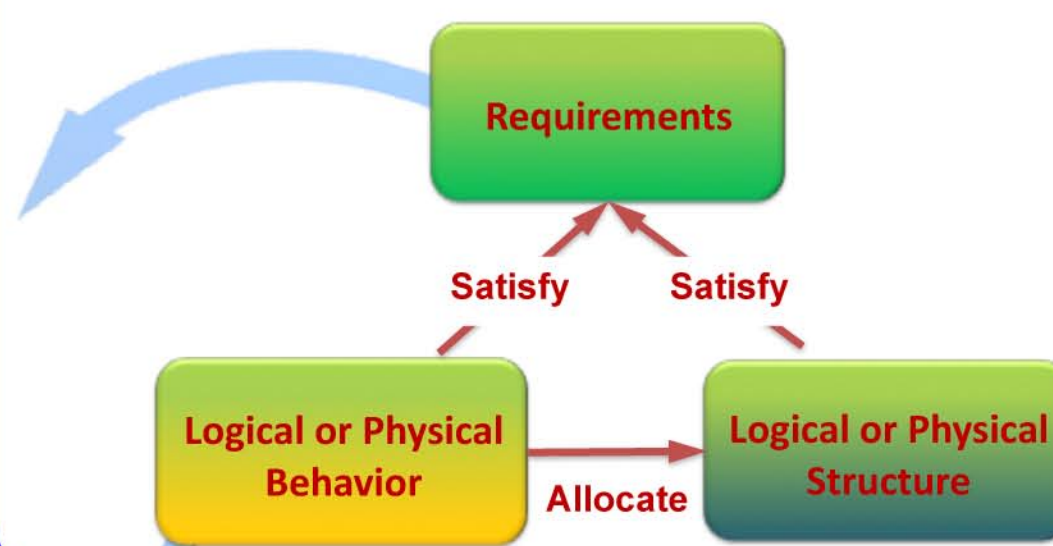 Requirements
Satisfy
Satisfy
Logical or Physical
Behavior
Allocate
Logical or Physical
Structure